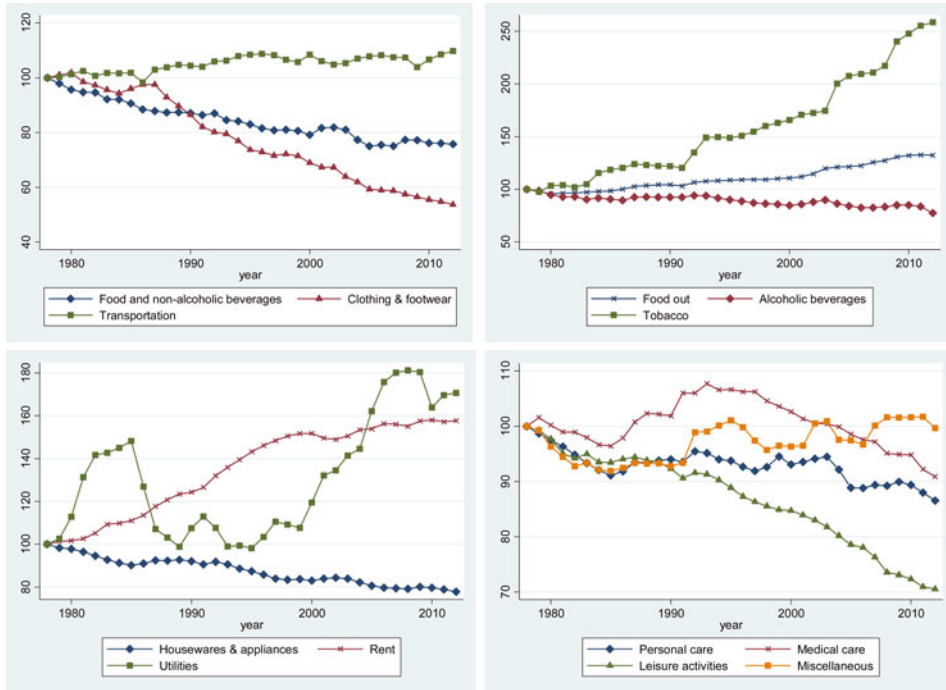 120
100
80
60
40
1980
1990
2000
2010
year
Food and non-alcoholic beverages
Clothing & footwear
Transportation
250
200
150
100
50
1980
1990
2000
2010
year
Food out
Alcoholic beverages
Tobacco
180
160
140
120
100
80
1980
1990
2000
2010
year
Housewares & appliances
Rent
Utilities
110
100
90
80
70
1980
1990
2000
2010
year
Personal care
Medical care
Leisure activities
Miscellaneous